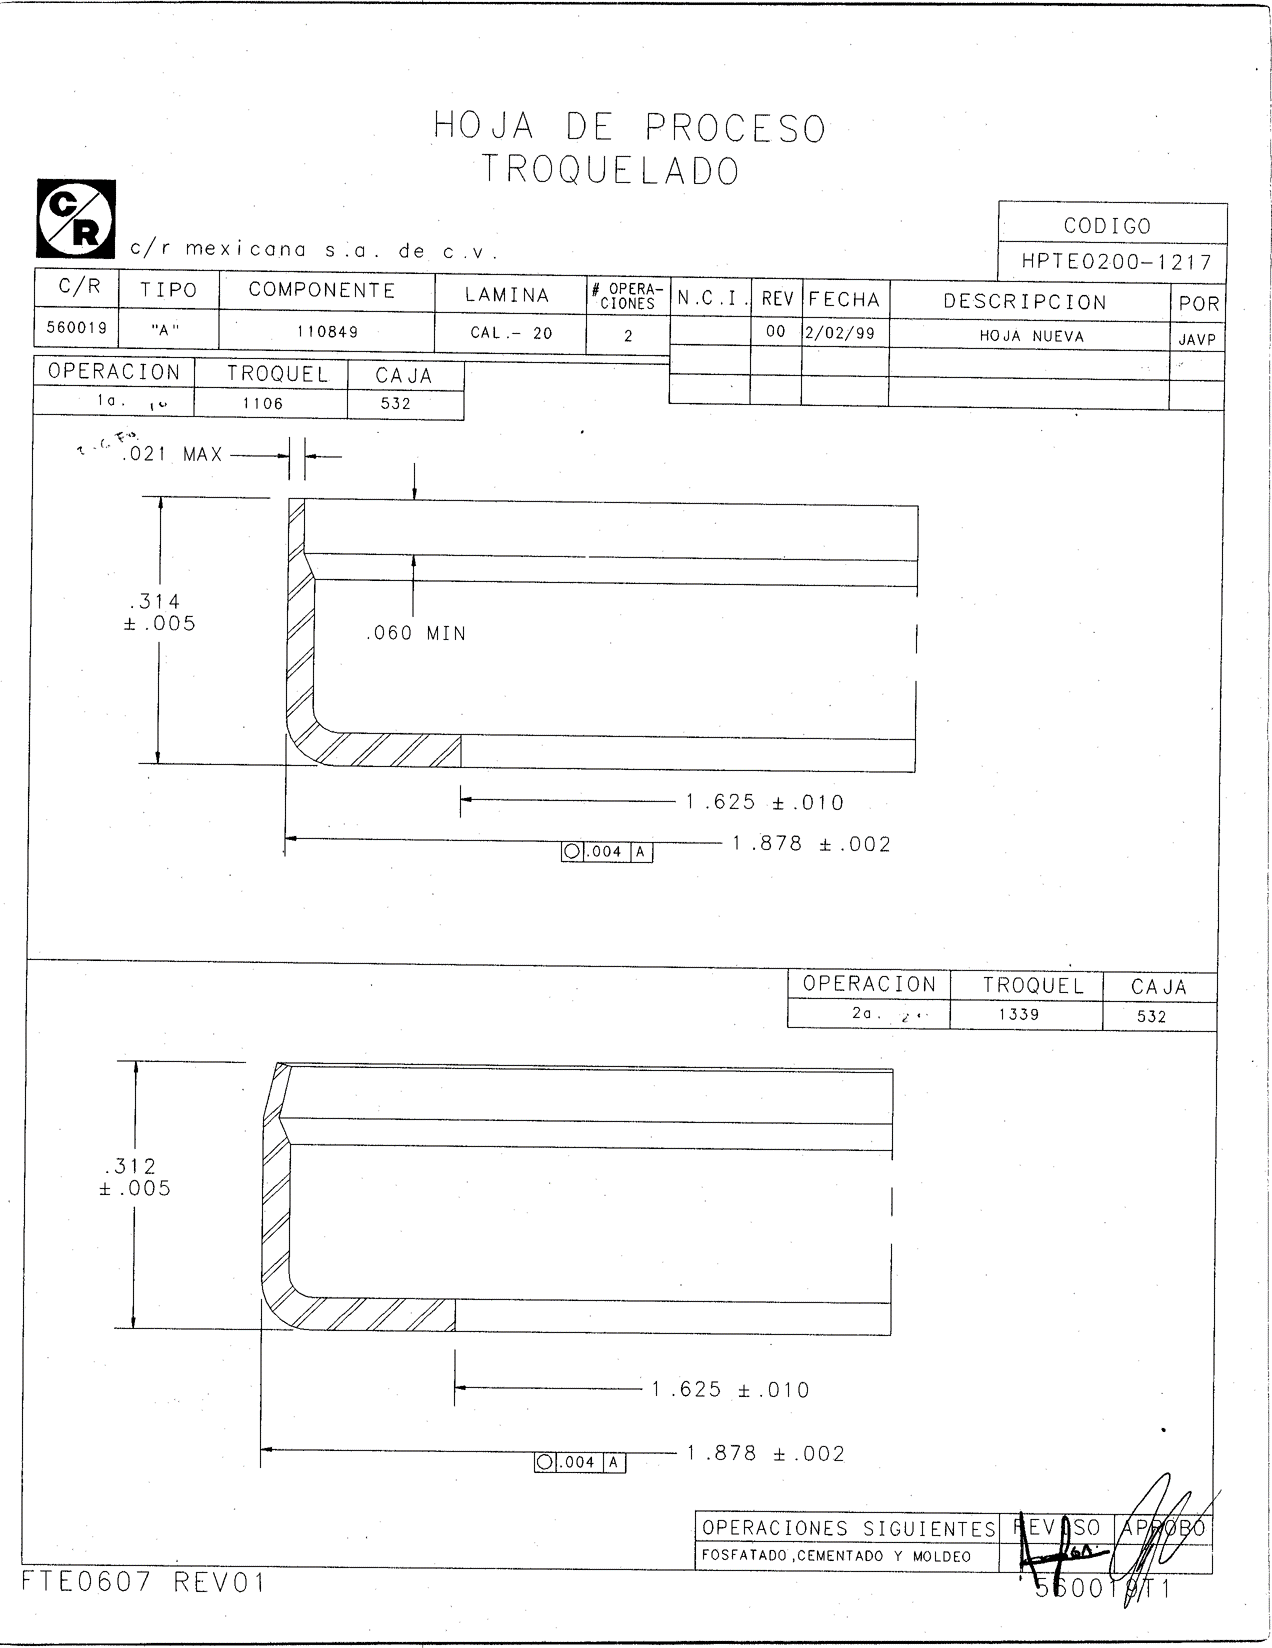 HOJA DE PROCESO
TROQUELADO
C/R
c/r mexicana s.a. de c.v.
CODIGO
HPTE0200-1217
C/R TIPO COMPONENTE LAMINA # OPERA-CIONES N.C.I. REV FECHA DESCRIPCION POR
560019 "A" 110849 CAL.- 20 2 00 2/02/99 HOJA NUEVA JAVP
OPERACION TROQUEL CAJA
1a. 1106 532
.021 MAX
.314
±.005
.060 MIN
1.625 ±.010
1.878 ±.002
.004 A
OPERACION TROQUEL CAJA
2a. 1339 532
.312
±.005
1.625 ±.010
1.878 ±.002
.004 A
OPERACIONES SIGUIENTES REVISO APROBO
FOSFATADO,CEMENTADO Y MOLDEO
FTE0607 REV01
560019T1